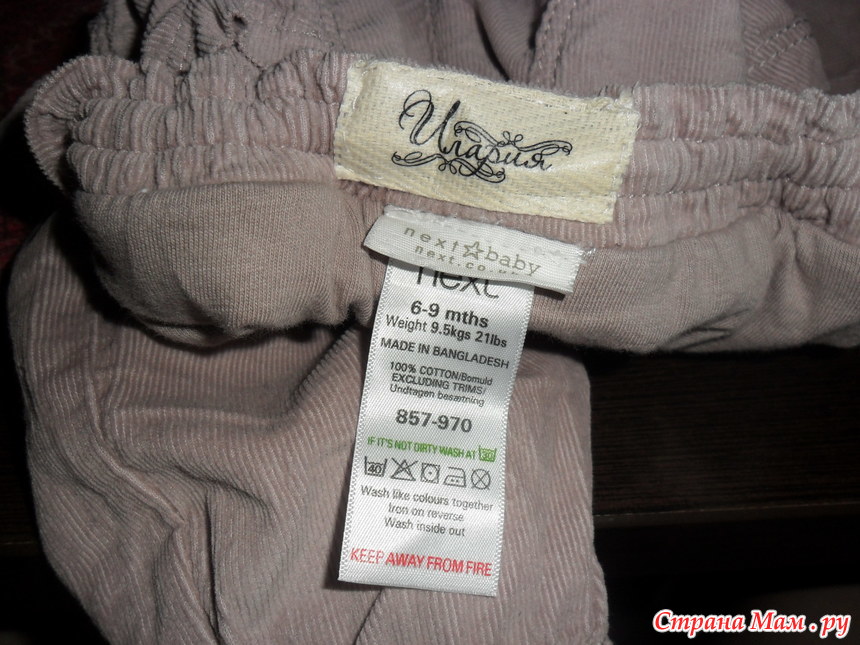 Илария
next baby
next.co.u
next
6-9 mths
Weight 9.5kgs 21lbs
MADE IN BANGLADESH
100% COTTON/Bomuld
EXCLUDING TRIMS/
Undtagen besætning
857-970
IF IT'S NOT DIRTY WASH AT 30
40
Wash like colours together
Iron on reverse
Wash inside out
KEEP AWAY FROM FIRE
Страна Мам.ру